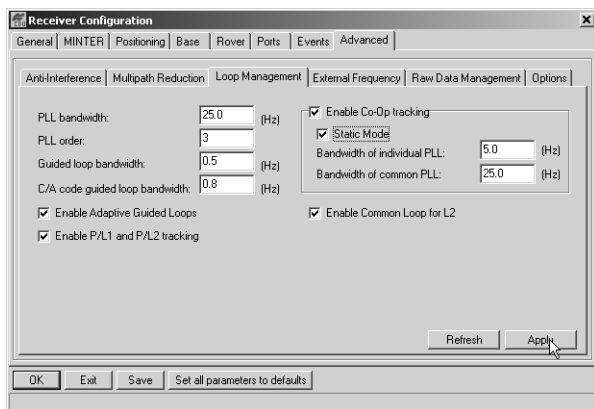 Receiver Configuration
General MINTER Positioning Base Rover Ports Events Advanced
Anti-Interference Multipath Reduction Loop Management External Frequency Raw Data Management Options
PLL bandwidth: 25.0 (Hz)
PLL order: 3
Guided loop bandwidth: 0.5 (Hz)
C/A code guided loop bandwidth: 0.8 (Hz)
Enable Adaptive Guided Loops
Enable P/L1 and P/L2 tracking
Enable Co-Op tracking
Static Mode
Bandwidth of individual PLL: 5.0 (Hz)
Bandwidth of common PLL: 25.0 (Hz)
Enable Common Loop for L2
Refresh Apply
OK Exit Save Set all parameters to defaults